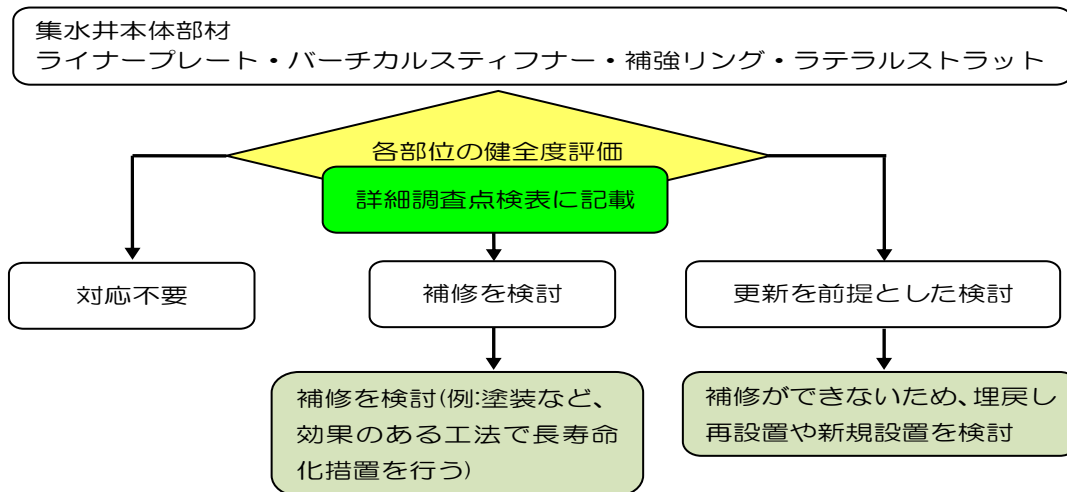 集水井本体部材
ライナープレート・バーチカルスティフナー・補強リング・ラテラルストラット
各部位の健全度評価
詳細調査点検表に記載
対応不要
補修を検討
更新を前提とした検討
補修を検討(例:塗装など、
効果のある工法で長寿命
化措置を行う)
補修ができないため、埋戻し
再設置や新規設置を検討